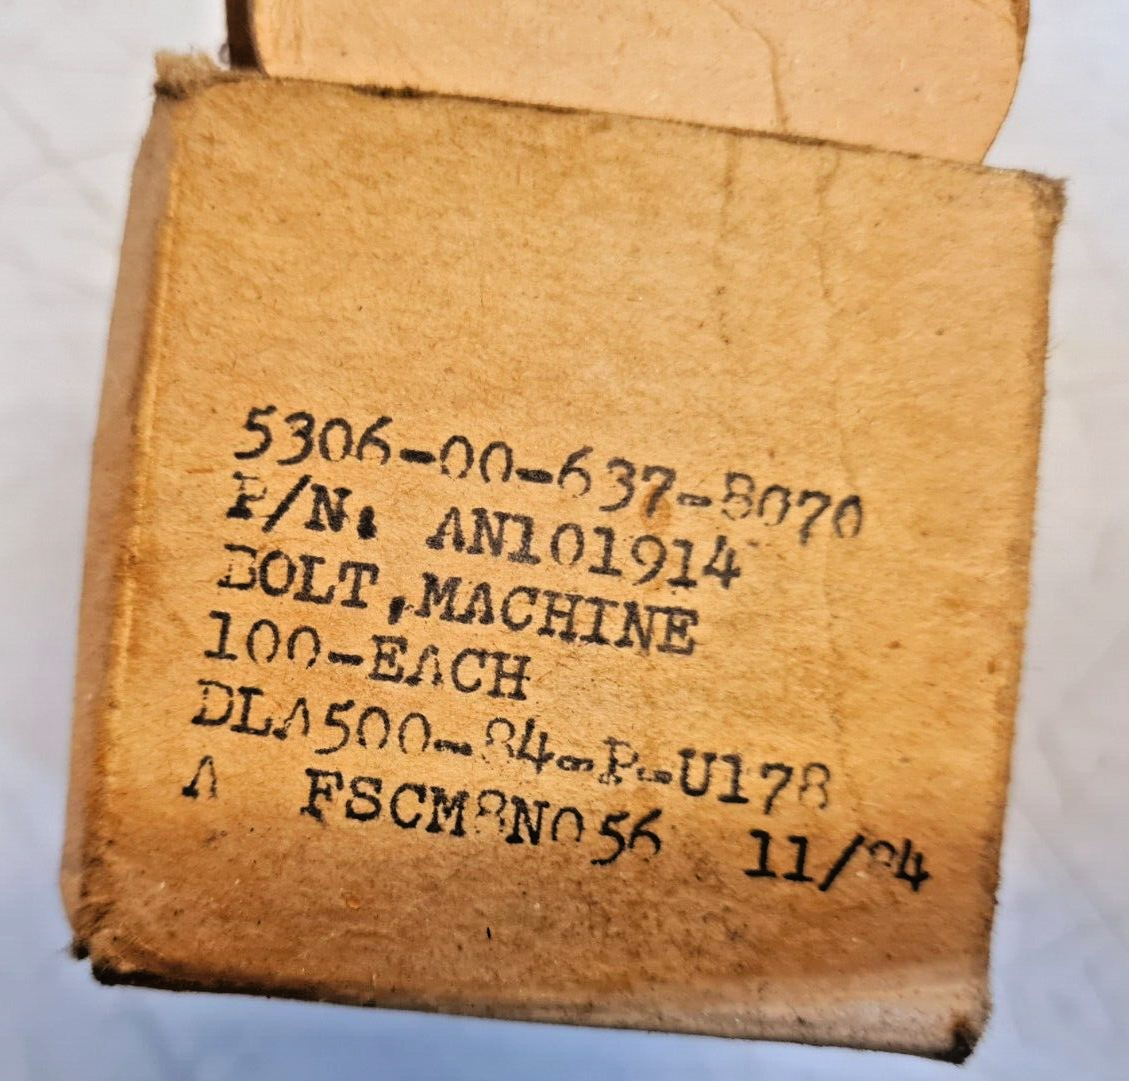 5306-00-637-8070
P/N: AN101914
BOLT,MACHINE
100-EACH
DLA500-84-P-U178
A FSCM8N056 11/84